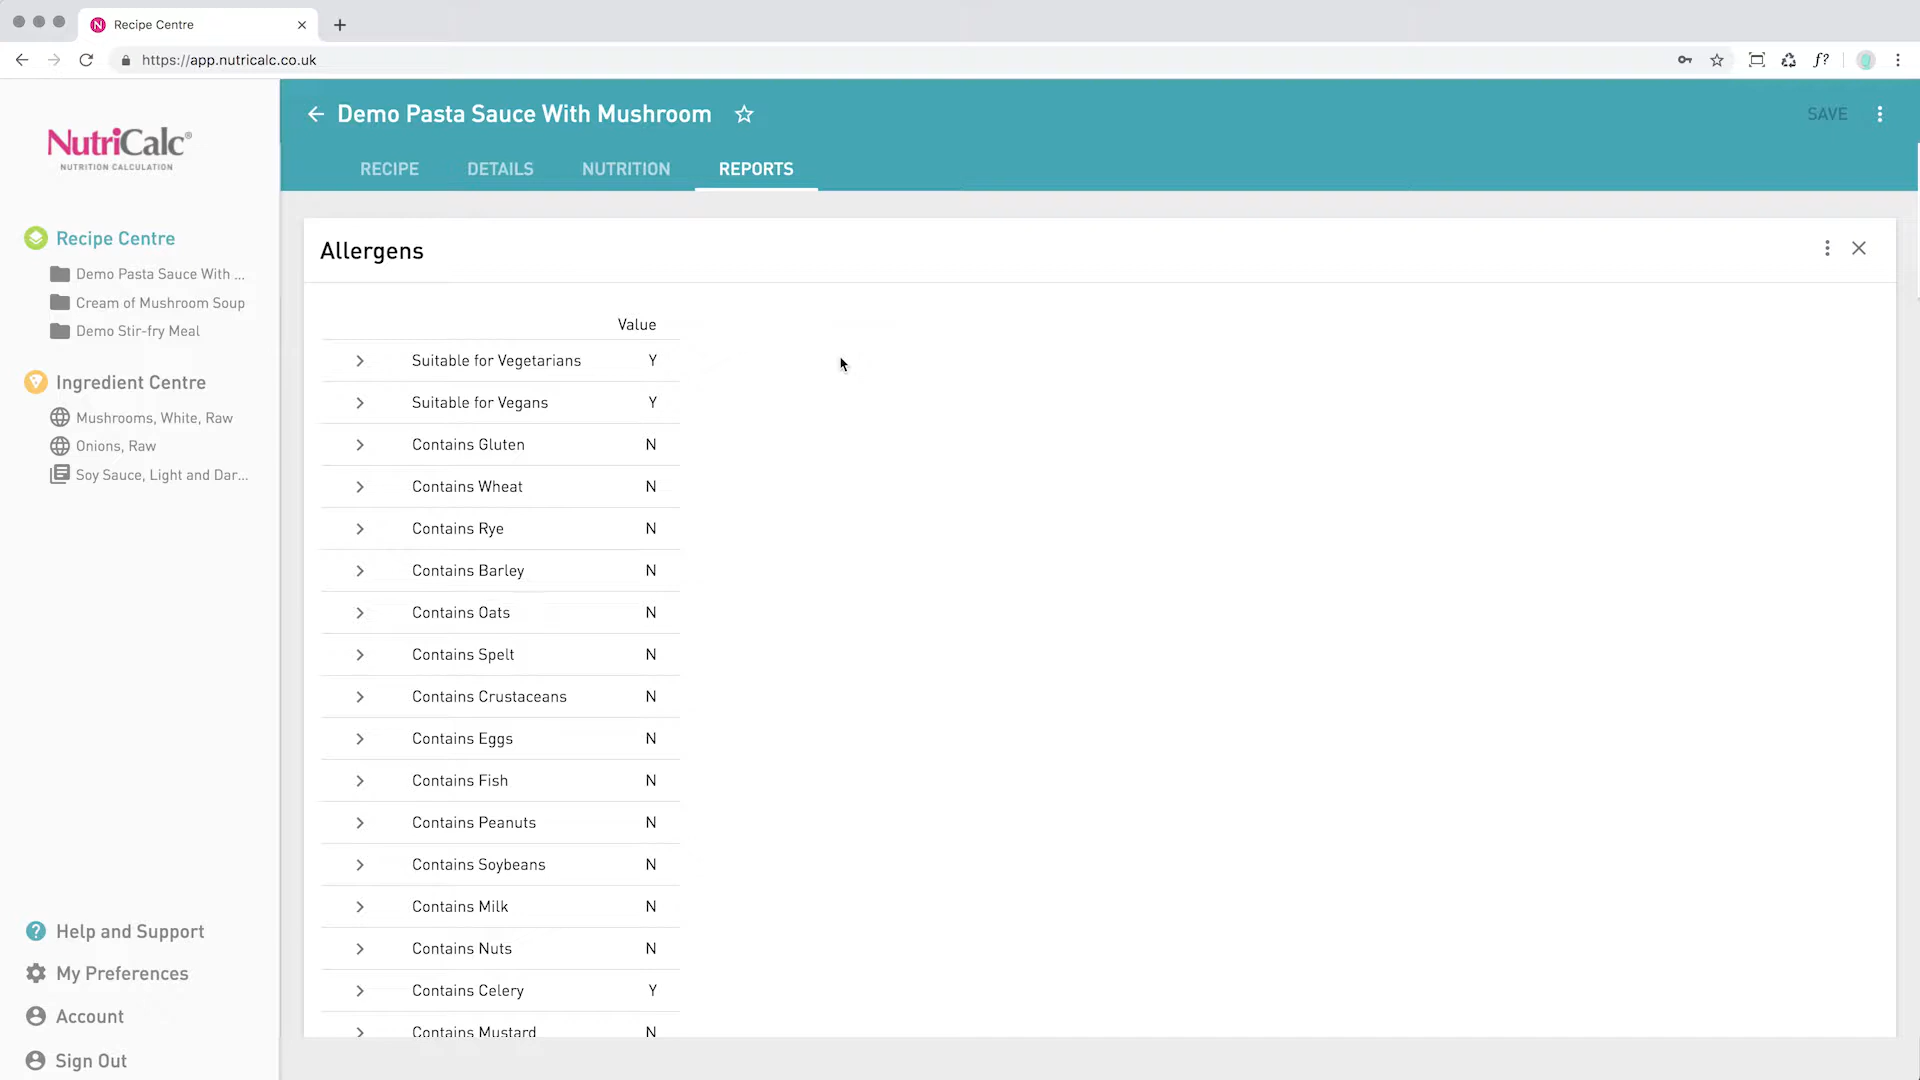 Recipe Centre
https://app.nutricalc.co.uk
f?
NutriCalc®
NUTRITION CALCULATION
Recipe Centre
Demo Pasta Sauce With ...
Cream of Mushroom Soup
Demo Stir-fry Meal
Ingredient Centre
Mushrooms, White, Raw
Onions, Raw
Soy Sauce, Light and Dar...
Help and Support
My Preferences
Account
Sign Out
Demo Pasta Sauce With Mushroom
SAVE
RECIPE DETAILS NUTRITION REPORTS
Allergens
Value
Suitable for Vegetarians Y
Suitable for Vegans Y
Contains Gluten N
Contains Wheat N
Contains Rye N
Contains Barley N
Contains Oats N
Contains Spelt N
Contains Crustaceans N
Contains Eggs N
Contains Fish N
Contains Peanuts N
Contains Soybeans N
Contains Milk N
Contains Nuts N
Contains Celery Y
Contains Mustard N